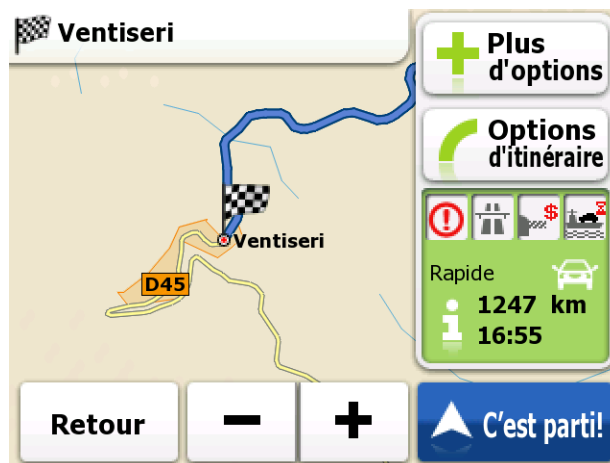 Ventiseri
Plus
d'options
Options
d'itinéraire
Ventiseri
D45
$
Rapide
1247 km
16:55
Retour
C'est parti!